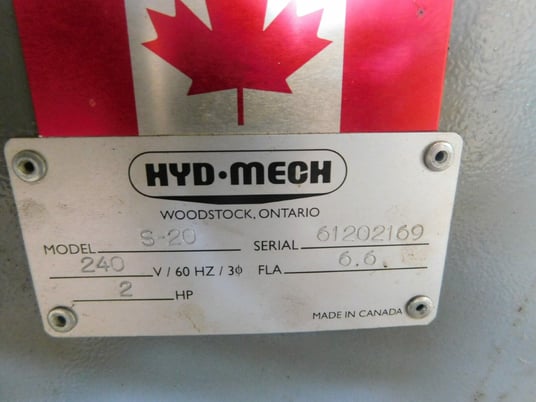 HYD•MECH
WOODSTOCK, ONTARIO
MODEL S-20 SERIAL 61202169
240 V / 60 HZ / 3ϕ FLA 6.6
2 HP
MADE IN CANADA